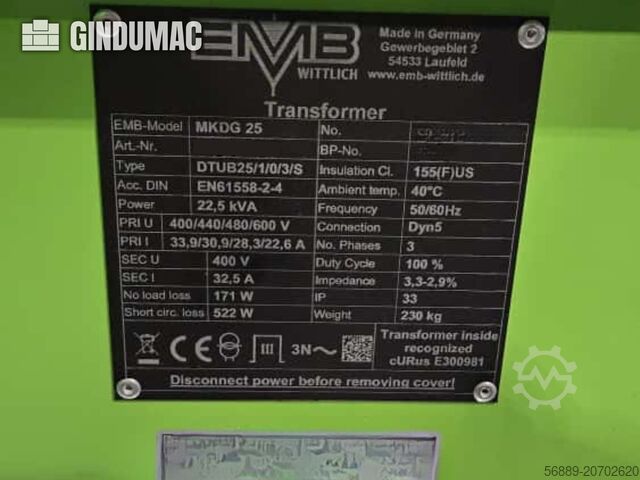 GINDUMAC
EMB
WITTLICH
Made in Germany
Gewerbegebiet 2
54533 Laufeld
www.emb-wittlich.de
Transformer
EMB-Model MKDG 25 No.
Art.-Nr. BP-No.
Type DTUB25/1/0/3/S Insulation Cl. 155(F)US
Acc. DIN EN61558-2-4 Ambient temp. 40°C
Power 22,5 kVA Frequency 50/60Hz
PRI U 400/440/480/600 V Connection Dyn5
PRI I 33,9/30,9/28,3/22,6 A No. Phases 3
SEC U 400 V Duty Cycle 100 %
SEC I 32,5 A Impedance 3,3-2,9%
No load loss 171 W IP 33
Short circ. loss 522 W Weight 230 kg
CE III 3N~ Transformer inside
recognized
cURus E300981
Disconnect power before removing cover!
56889-20702620